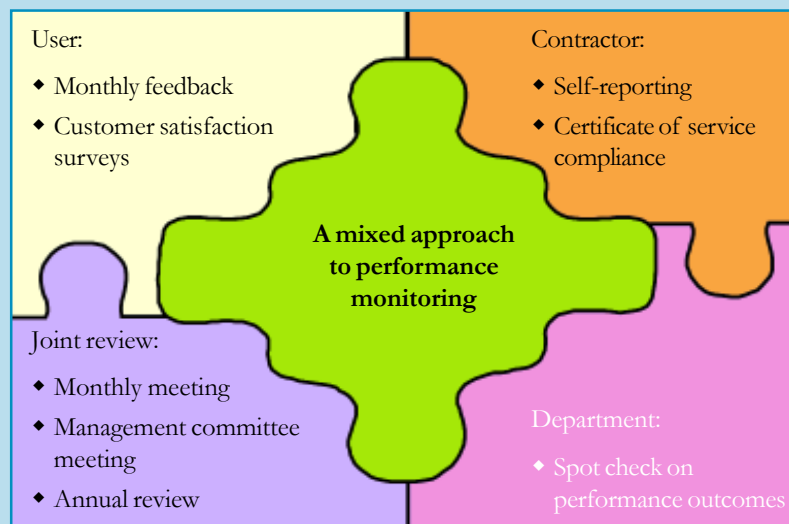 User:
◆ Monthly feedback
◆ Customer satisfaction
surveys
Contractor:
◆ Self-reporting
◆ Certificate of service
compliance
A mixed approach
to performance
monitoring
Joint review:
◆ Monthly meeting
◆ Management committee
meeting
◆ Annual review
Department:
◆ Spot check on
performance outcomes